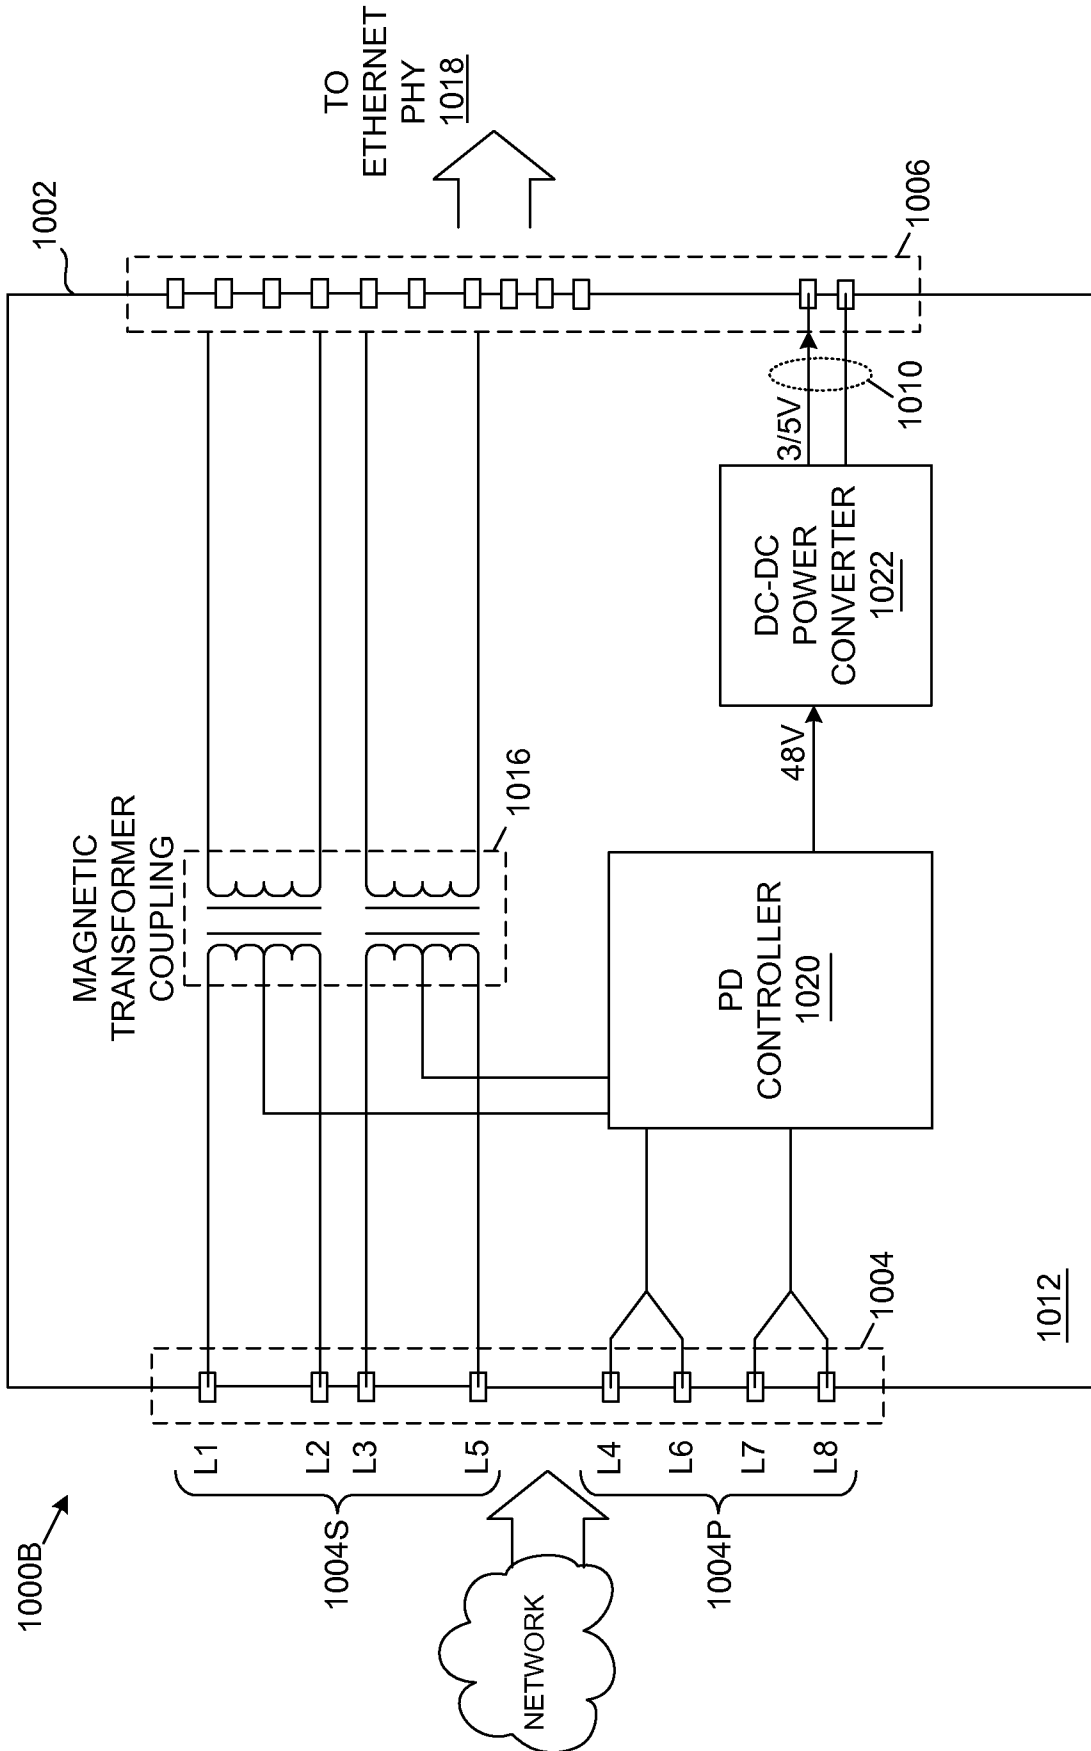 1000B
1002
MAGNETIC
TRANSFORMER
COUPLING
1016
TO
ETHERNET
PHY
1018
L1
L2
L3
L5
1004S
NETWORK
L4
L6
L7
L8
1004P
1004
PD
CONTROLLER
1020
48V
DC-DC
POWER
CONVERTER
1022
3/5V
1010
1006
1012